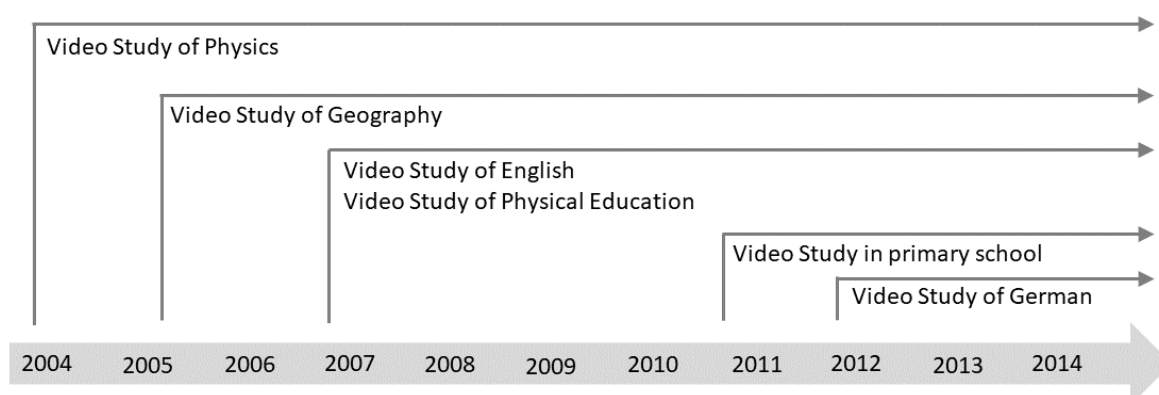 Video Study of Physics
Video Study of Geography
Video Study of English
Video Study of Physical Education
Video Study in primary school
Video Study of German
2004 2005 2006 2007 2008 2009 2010 2011 2012 2013 2014